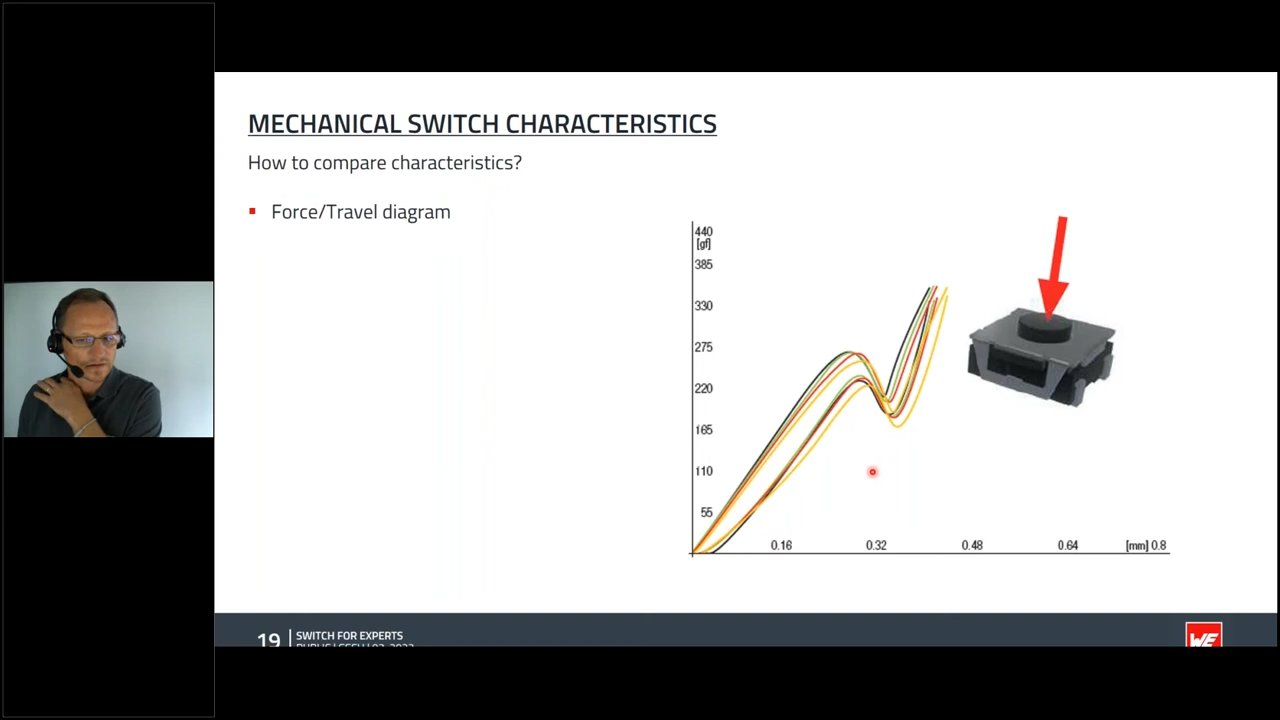 MECHANICAL SWITCH CHARACTERISTICS
How to compare characteristics?
Force/Travel diagram
440
[gf]
385
330
275
220
165
110
55
0.16 0.32 0.48 0.64 [mm] 0.8
19 SWITCH FOR EXPERTS
WE